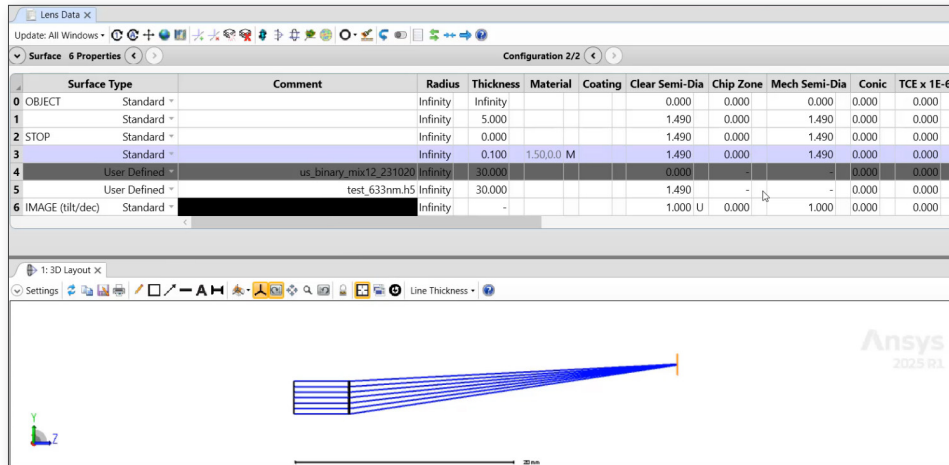 Lens Data ×
Update: All Windows
Surface 6 Properties Configuration 2/2
Surface Type Comment Radius Thickness Material Coating Clear Semi-Dia Chip Zone Mech Semi-Dia Conic TCE x 1E-6
0 OBJECT Standard Infinity Infinity 0.000 0.000 0.000 0.000 0.000
1 Standard Infinity 5.000 1.490 0.000 1.490 0.000 0.000
2 STOP Standard Infinity 0.000 1.490 0.000 1.490 0.000 0.000
3 Standard Infinity 0.100 1.50,0.0 M 1.490 0.000 1.490 0.000 0.000
4 User Defined us_binary_mix12_231020 Infinity 30.000 0.000 - - 0.000 0.000
5 User Defined test_633nm.h5 Infinity 30.000 1.490 - - 0.000 0.000
6 IMAGE (tilt/dec) Standard Infinity - 1.000 U 0.000 1.000 0.000 0.000
1: 3D Layout ×
Settings Line Thickness
Ansys
2025 R1
Y
Z
20 mm